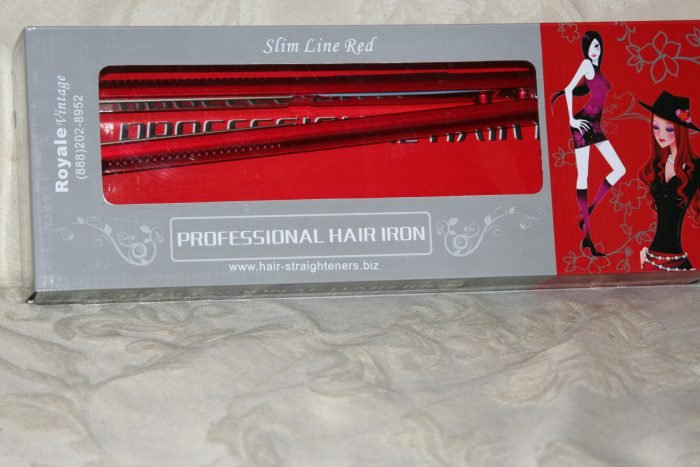 Slim Line Red
Royale Vintage
(888)202-8952
PROFESSIONAL HAIR IRON
www.hair-straighteners.biz